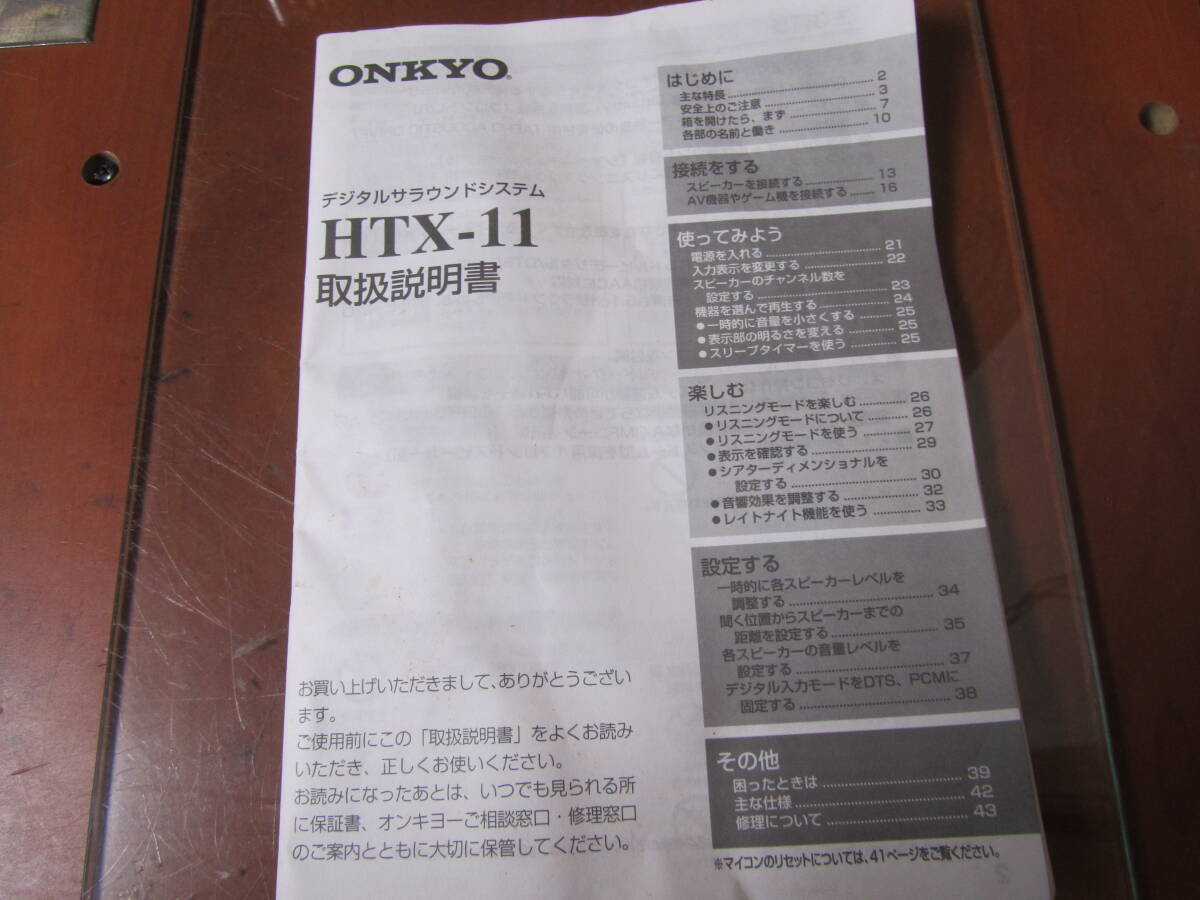 ONKYO®
デジタルサラウンドシステム
HTX-11
取扱説明書
お買い上げいただきまして、ありがとうござい
ます。
ご使用前にこの「取扱説明書」をよくお読み
いただき、正しくお使いください。
お読みになったあとは、いつでも見られる所
に保証書、オンキヨーご相談窓口・修理窓口
のご案内とともに大切に保管してください。
はじめに
主な特長 .......... 2
安全上のご注意 .......... 3
箱を開けたら、まず .......... 7
各部の名前と働き .......... 10
接続をする
スピーカーを接続する .......... 13
AV機器やゲーム機を接続する .......... 16
使ってみよう
電源を入れる .......... 21
入力表示を変更する .......... 22
スピーカーのチャンネル数を
設定する .......... 23
機器を選んで再生する .......... 24
●一時的に音量を小さくする .......... 25
●表示部の明るさを変える .......... 25
●スリープタイマーを使う .......... 25
楽しむ
リスニングモードを楽しむ .......... 26
●リスニングモードについて .......... 26
●リスニングモードを使う .......... 27
●表示を確認する .......... 29
●シアターディメンショナルを
設定する .......... 30
●音響効果を調整する .......... 32
●レイトナイト機能を使う .......... 33
設定する
一時的に各スピーカーレベルを
調整する .......... 34
聞く位置からスピーカーまでの
距離を設定する .......... 35
各スピーカーの音量レベルを
設定する .......... 37
デジタル入力モードをDTS、PCMに
固定する .......... 38
その他
困ったときは .......... 39
主な仕様 .......... 42
修理について .......... 43
※マイコンのリセットについては、41ページをご覧ください。